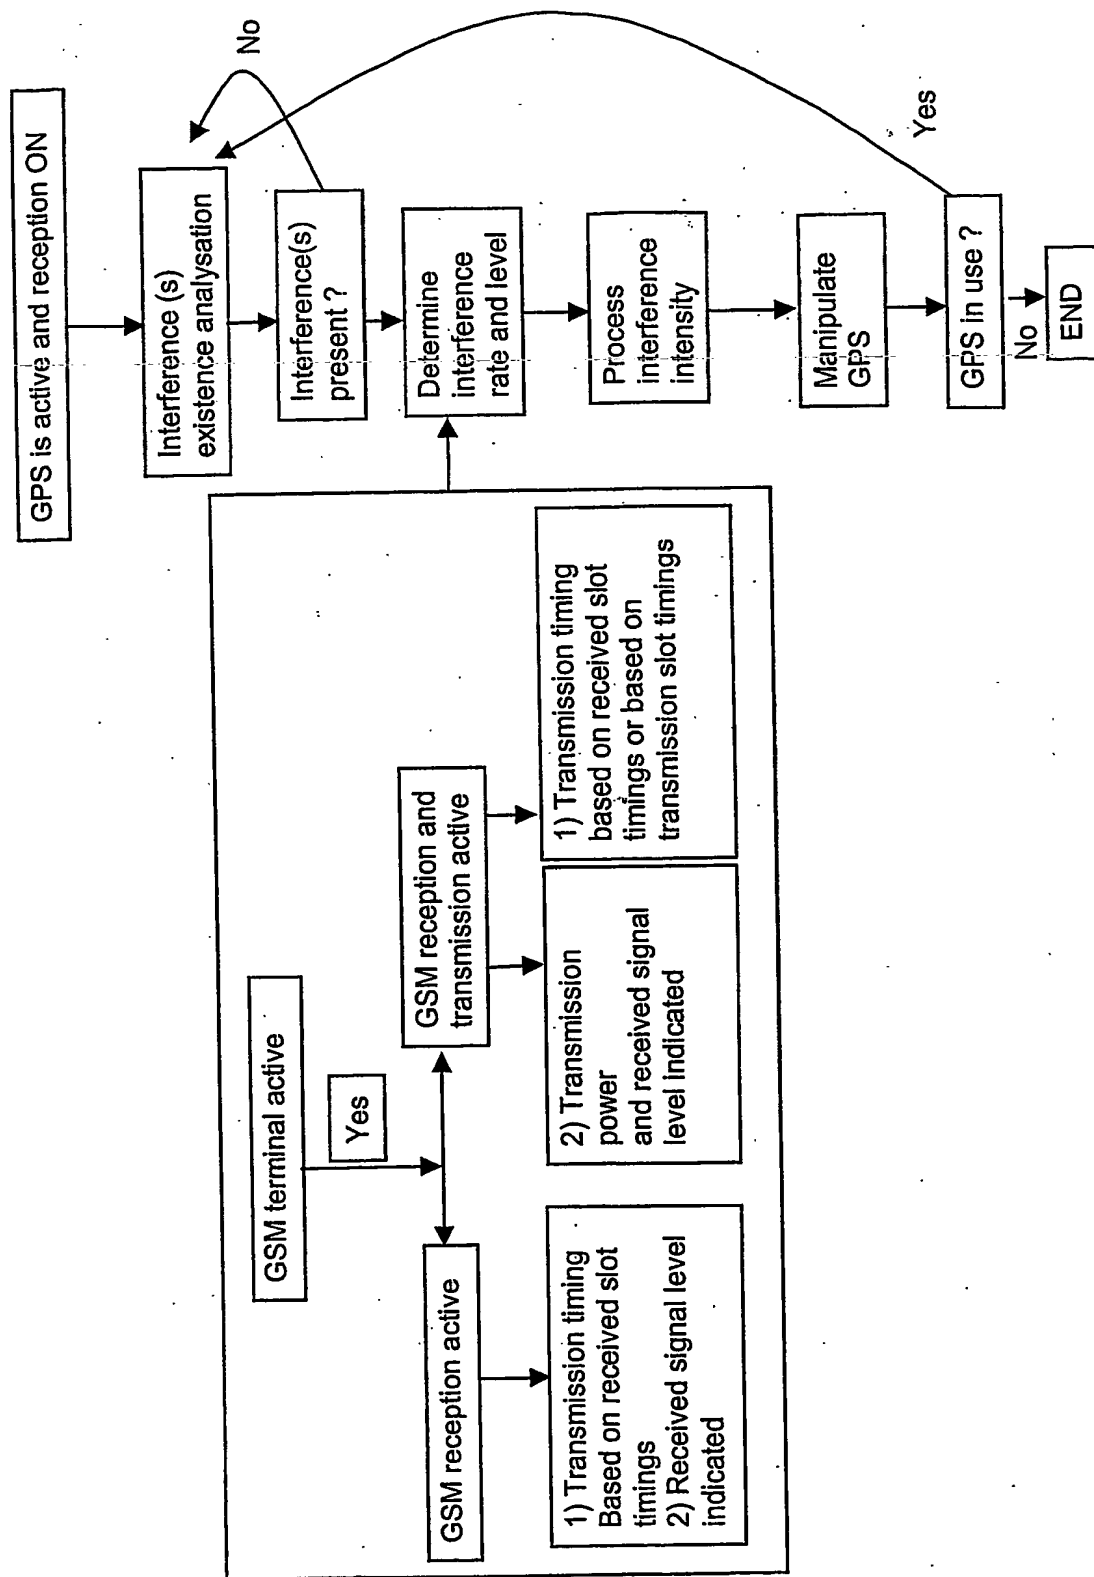 GPS is active and reception ON
Interference (s)
existence analysation
Interference(s)
present ?
No
Determine
interference
rate and level
Process
interference
intensity
Manipulate
GPS
GPS in use ?
Yes
No
END
GSM terminal active
Yes
GSM reception active
GSM reception and
transmission active
1) Transmission timing
Based on received slot
timings
2) Received signal level
indicated
2) Transmission
power
and received signal
level indicated
1) Transmission timing
based on received slot
timings or based on
transmission slot timings